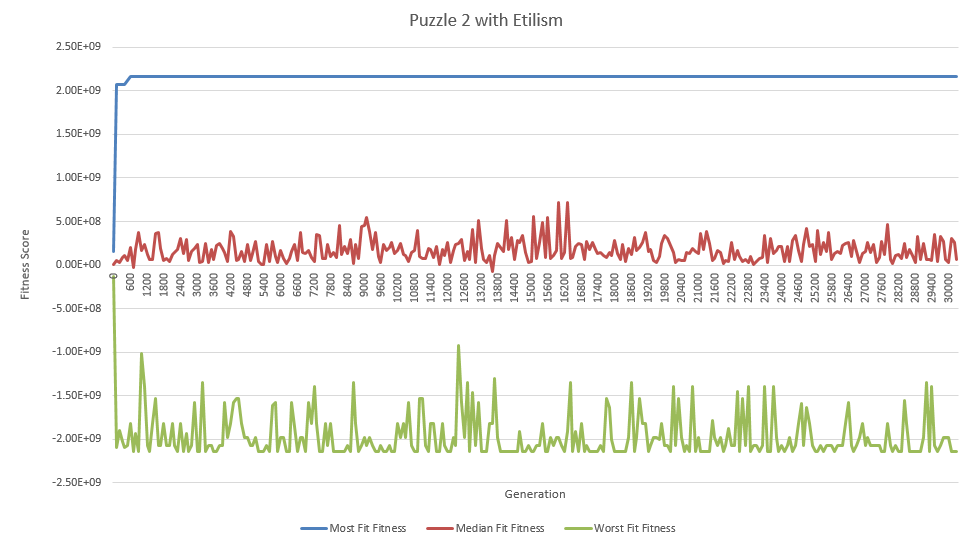 Puzzle 2 with Etilism
2.50E+09
2.00E+09
1.50E+09
1.00E+09
5.00E+08
0.00E+00
-5.00E+08
-1.00E+09
-1.50E+09
-2.00E+09
-2.50E+09
Fitness Score
0 600 1200 1800 2400 3000 3600 4200 4800 5400 6000 6600 7200 7800 8400 9000 9600 10200 10800 11400 12000 12600 13200 13800 14400 15000 15600 16200 16800 17400 18000 18600 19200 19800 20400 21000 21600 22200 22800 23400 24000 24600 25200 25800 26400 27000 27600 28200 28800 29400 30000
Generation
Most Fit Fitness Median Fit Fitness Worst Fit Fitness